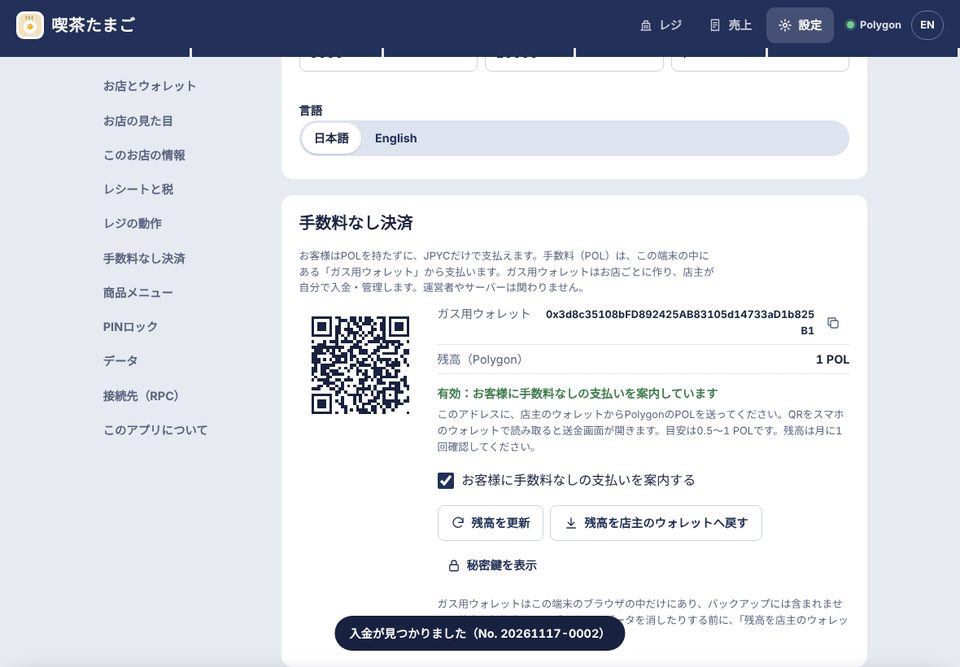 喫茶たまご
レジ
売上
設定
Polygon
EN
お店とウォレット
お店の見た目
このお店の情報
レシートと税
レジの動作
手数料なし決済
商品メニュー
PINロック
データ
接続先（RPC）
このアプリについて
言語
日本語
English
手数料なし決済
お客様はPOLを持たずに、JPYCだけで支払えます。手数料（POL）は、この端末の中に
ある「ガス用ウォレット」から支払います。ガス用ウォレットはお店ごとに作り、店主が
自分で入金・管理します。運営者やサーバーは関わりません。
ガス用ウォレット
0x3d8c35108bFD892425AB83105d14733aD1b825
B1
残高（Polygon）
1 POL
有効：お客様に手数料なしの支払いを案内しています
このアドレスに、店主のウォレットからPolygonのPOLを送ってください。QRをスマホ
のウォレットで読み取ると送金画面が開きます。目安は0.5〜1 POLです。残高は月に1
回確認してください。
お客様に手数料なしの支払いを案内する
残高を更新
残高を店主のウォレットへ戻す
秘密鍵を表示
ガス用ウォレットはこの端末のブラウザの中だけにあり、バックアップには含まれませ
ータを消したりする前に、「残高を店主のウォレッ
入金が見つかりました（No. 20261117-0002）